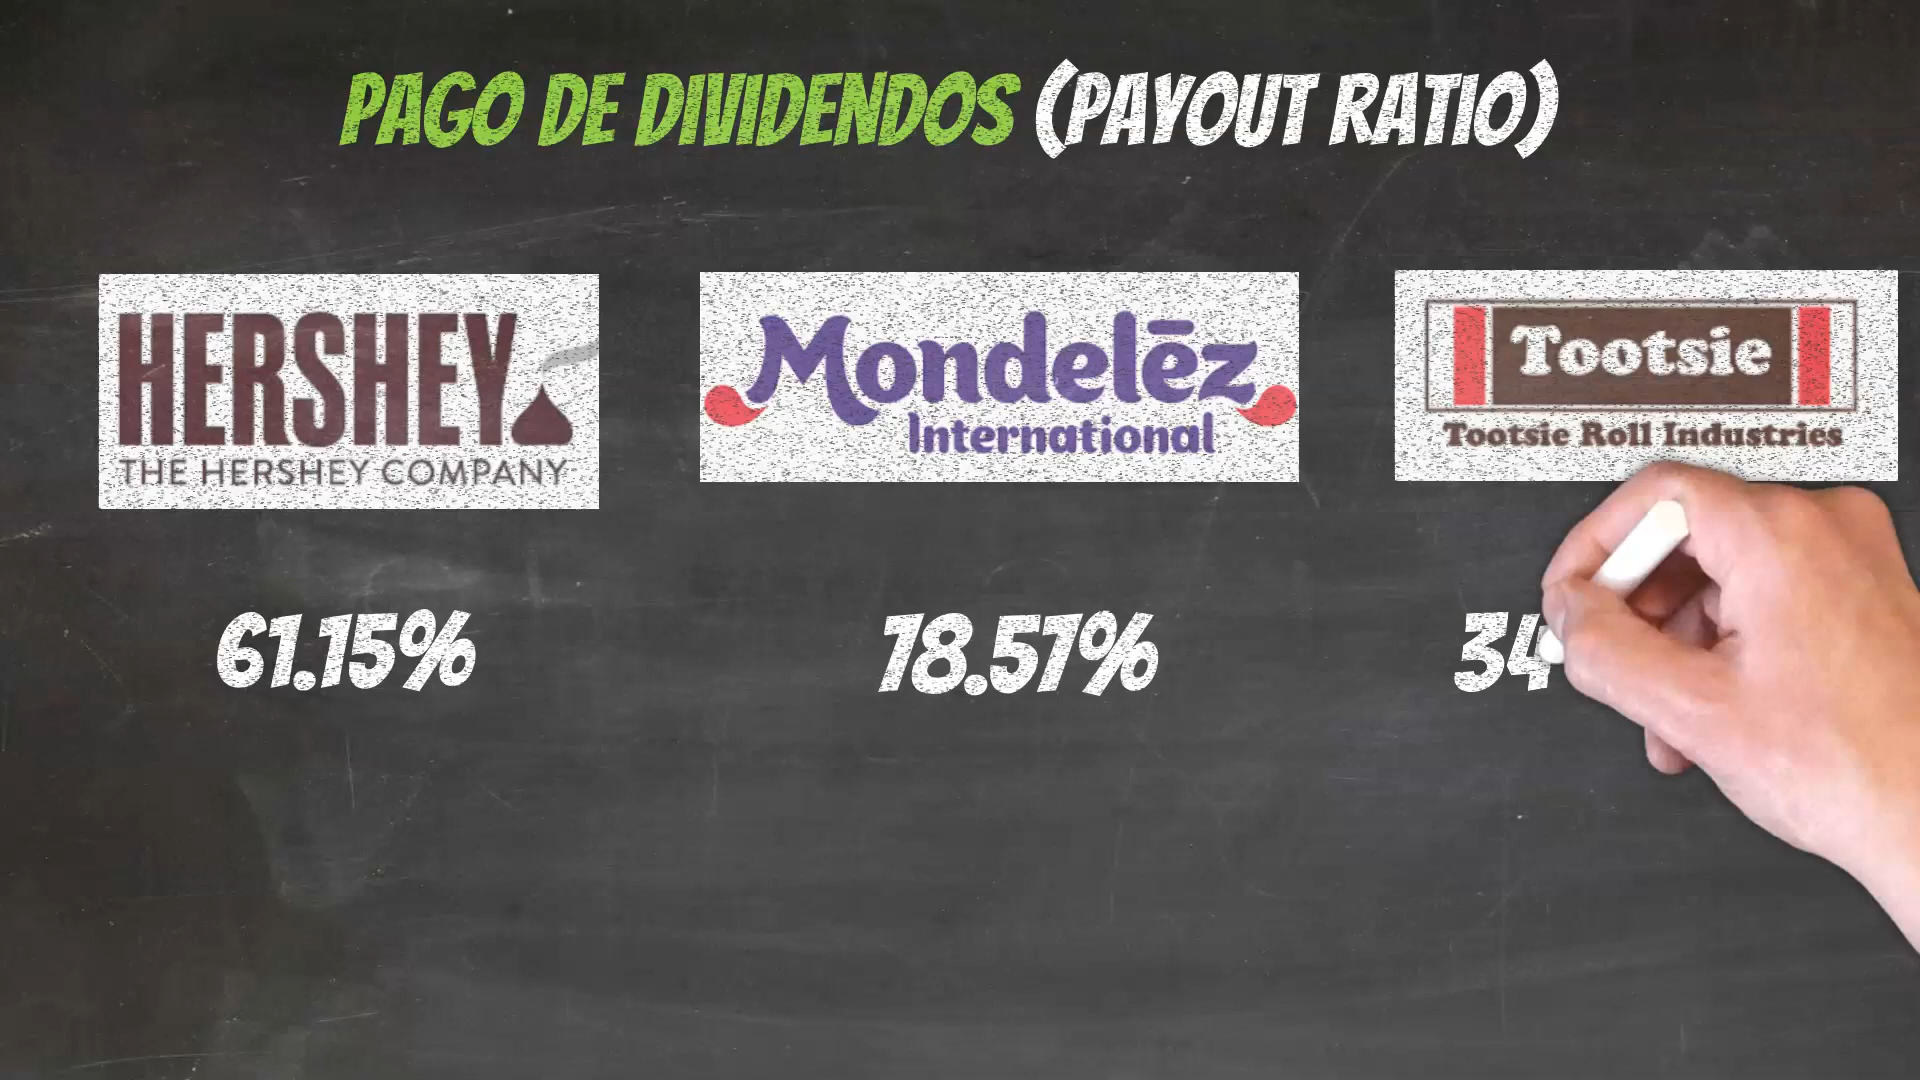 PAGO DE DIVIDENDOS (PAYOUT RATIO)
HERSHEY
THE HERSHEY COMPANY
Mondelēz
International
Tootsie
Tootsie Roll Industries
61.15% 78.57% 34